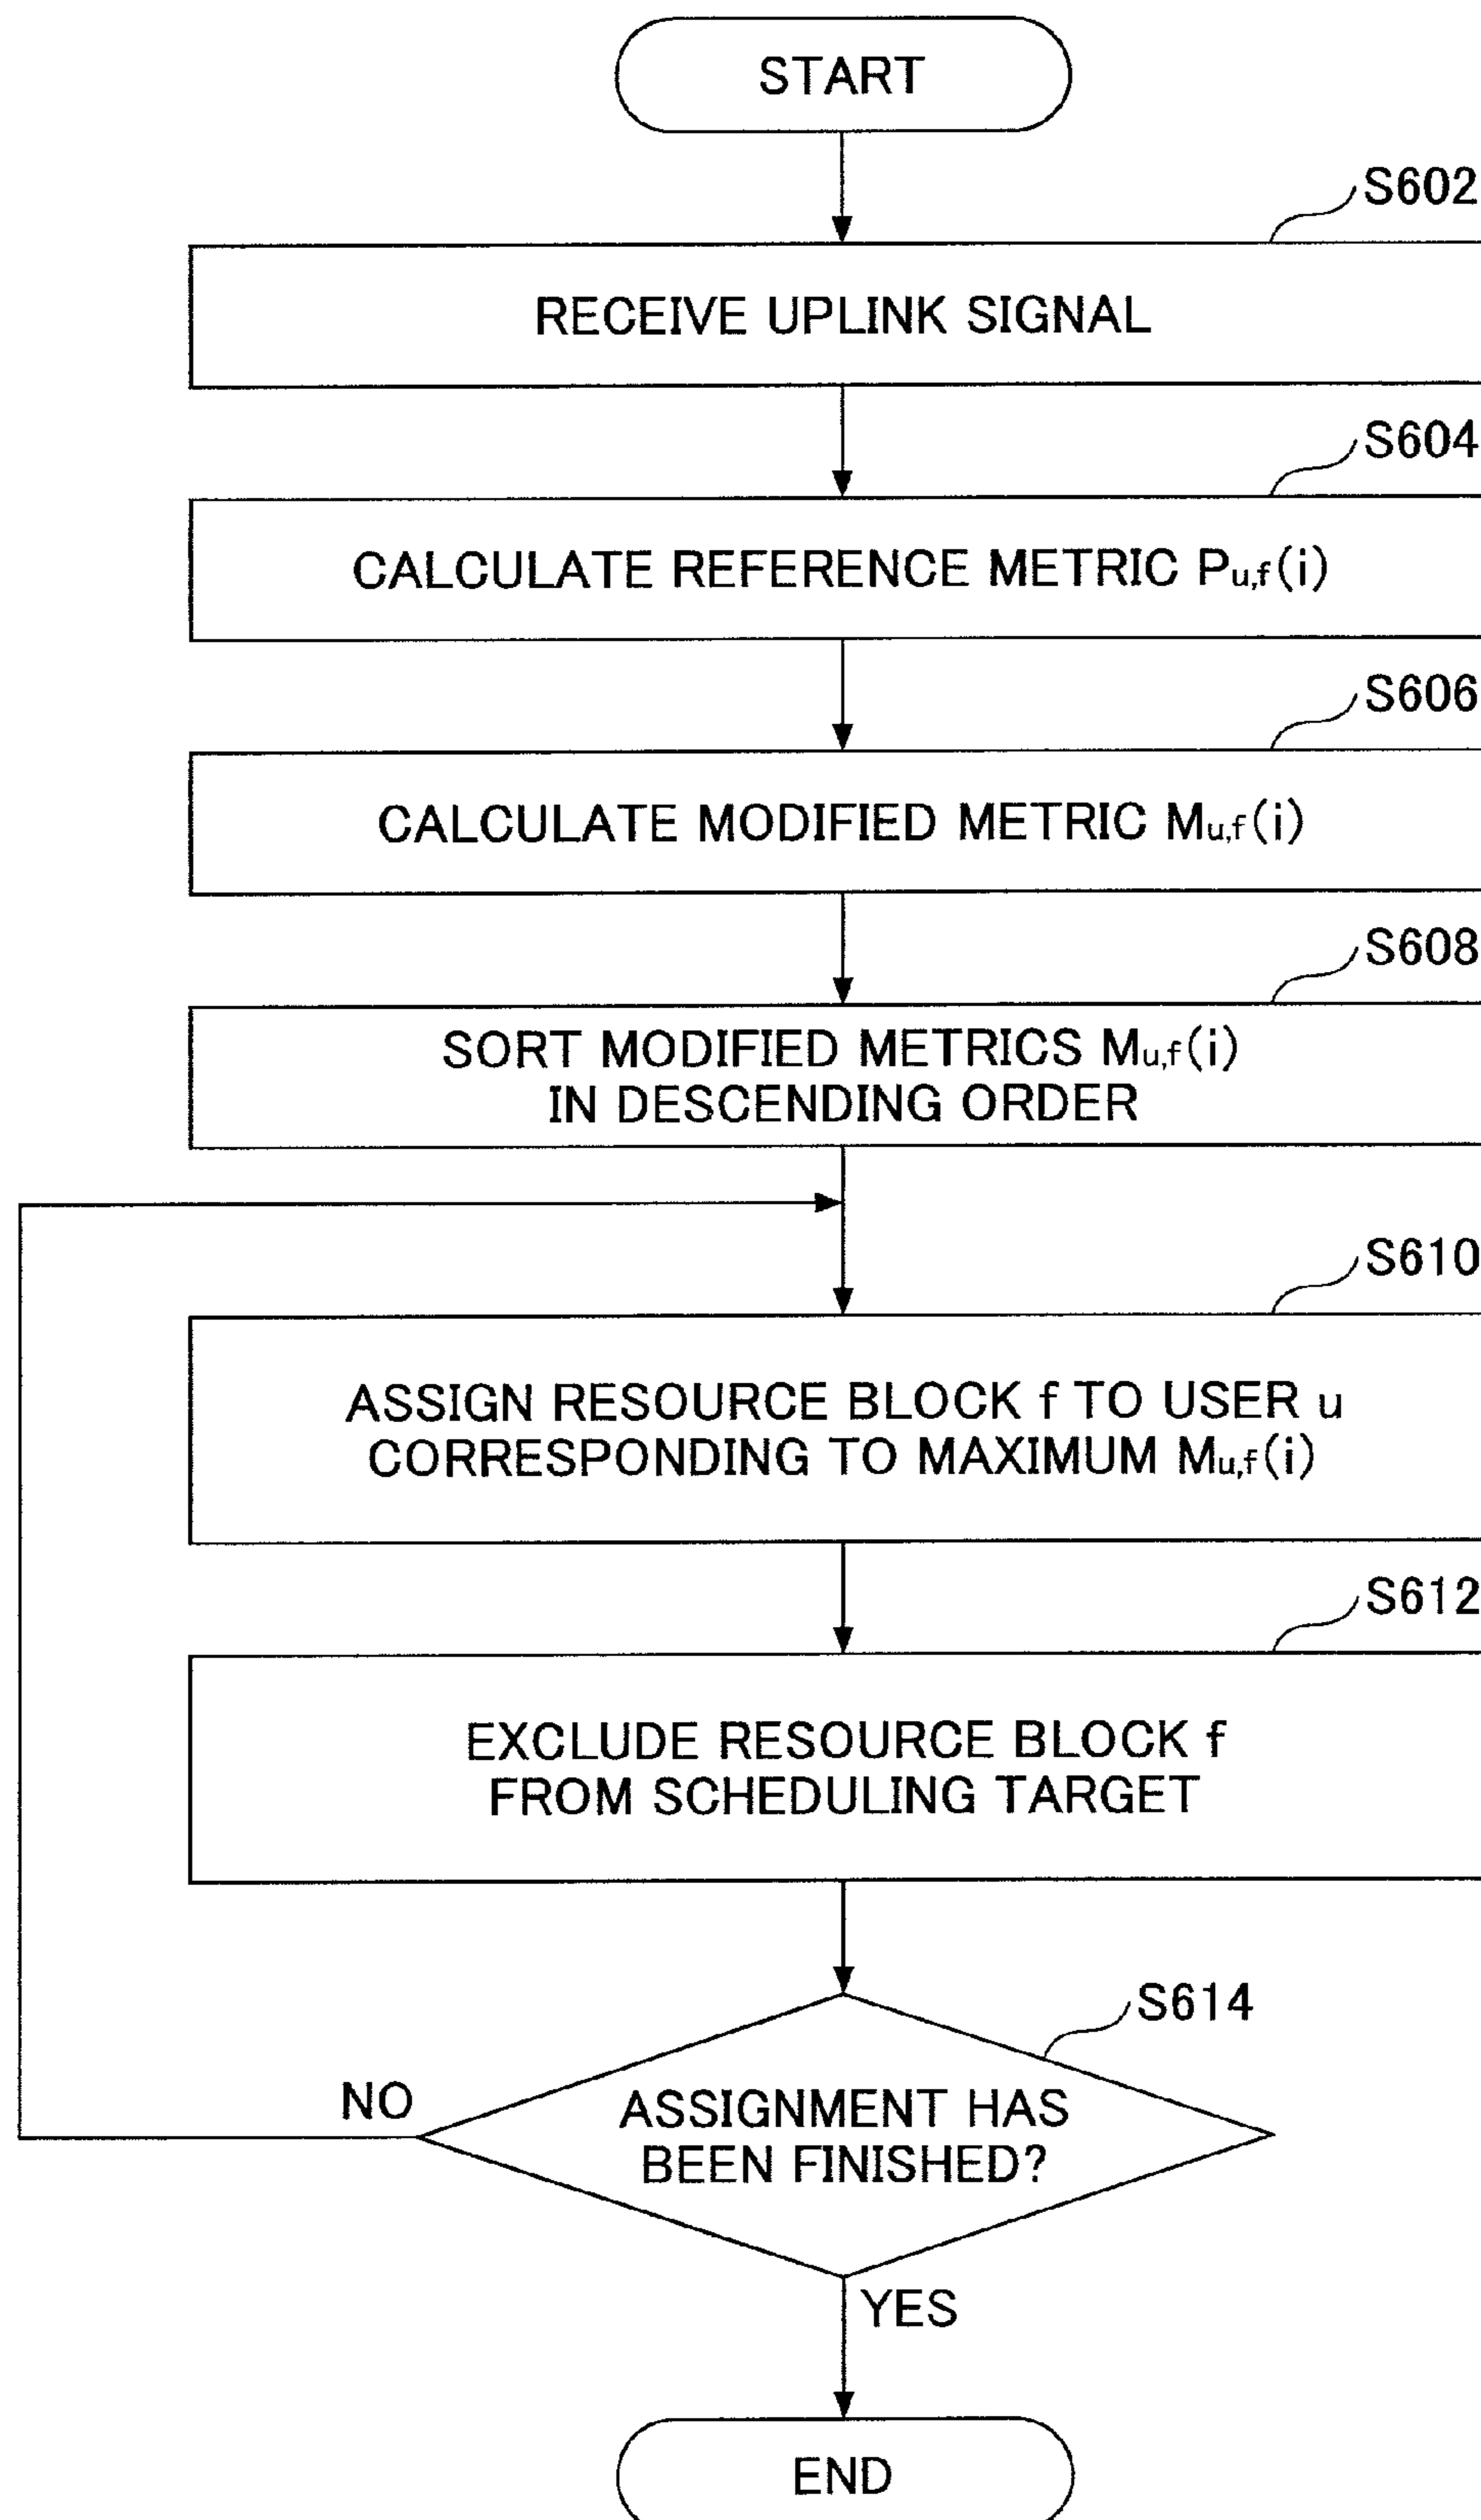 START
S602
RECEIVE UPLINK SIGNAL
S604
CALCULATE REFERENCE METRIC Pu,f(i)
S606
CALCULATE MODIFIED METRIC Mu,f(i)
S608
SORT MODIFIED METRICS Mu,f(i)
IN DESCENDING ORDER
S610
ASSIGN RESOURCE BLOCK f TO USER u
CORRESPONDING TO MAXIMUM Mu,f(i)
S612
EXCLUDE RESOURCE BLOCK f
FROM SCHEDULING TARGET
S614
NO
ASSIGNMENT HAS
BEEN FINISHED?
YES
END